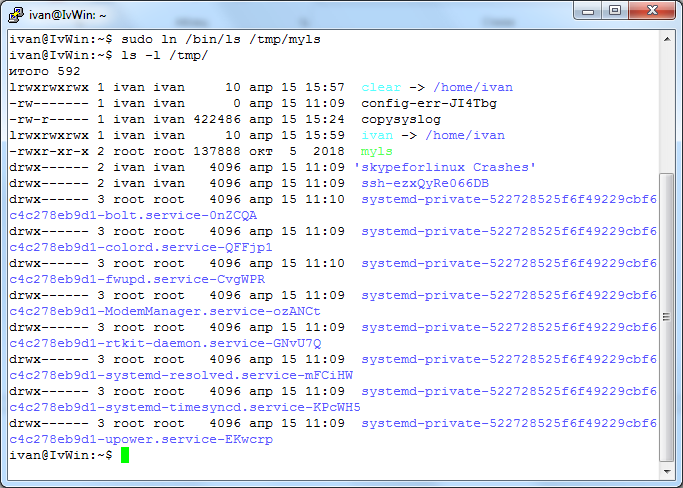 ivan@IvWin: ~
ivan@IvWin:~$ sudo ln /bin/ls /tmp/myls
ivan@IvWin:~$ ls -l /tmp/
итого 592
lrwxrwxrwx 1 ivan ivan     10 апр 15 15:57  clear -> /home/ivan
-rw------- 1 ivan ivan      0 апр 15 11:09  config-err-JI4Tbg
-rw-r----- 1 ivan ivan 422486 апр 15 15:24  copysyslog
lrwxrwxrwx 1 ivan ivan     10 апр 15 15:59  ivan -> /home/ivan
-rwxr-xr-x 2 root root 137888 окт  5  2018  myls
drwx------ 2 ivan ivan   4096 апр 15 11:09 'skypeforlinux Crashes'
drwx------ 2 ivan ivan   4096 апр 15 11:09  ssh-ezxQyRe066DB
drwx------ 3 root root   4096 апр 15 11:10  systemd-private-522728525f6f49229cbf6
c4c278eb9d1-bolt.service-0nZCQA
drwx------ 3 root root   4096 апр 15 11:09  systemd-private-522728525f6f49229cbf6
c4c278eb9d1-colord.service-QFFjp1
drwx------ 3 root root   4096 апр 15 11:10  systemd-private-522728525f6f49229cbf6
c4c278eb9d1-fwupd.service-CvgWPR
drwx------ 3 root root   4096 апр 15 11:09  systemd-private-522728525f6f49229cbf6
c4c278eb9d1-ModemManager.service-ozANCt
drwx------ 3 root root   4096 апр 15 11:09  systemd-private-522728525f6f49229cbf6
c4c278eb9d1-rtkit-daemon.service-GNvU7Q
drwx------ 3 root root   4096 апр 15 11:09  systemd-private-522728525f6f49229cbf6
c4c278eb9d1-systemd-resolved.service-mFCiHW
drwx------ 3 root root   4096 апр 15 11:09  systemd-private-522728525f6f49229cbf6
c4c278eb9d1-systemd-timesyncd.service-KPcWH5
drwx------ 3 root root   4096 апр 15 11:09  systemd-private-522728525f6f49229cbf6
c4c278eb9d1-upower.service-EKwcrp
ivan@IvWin:~$